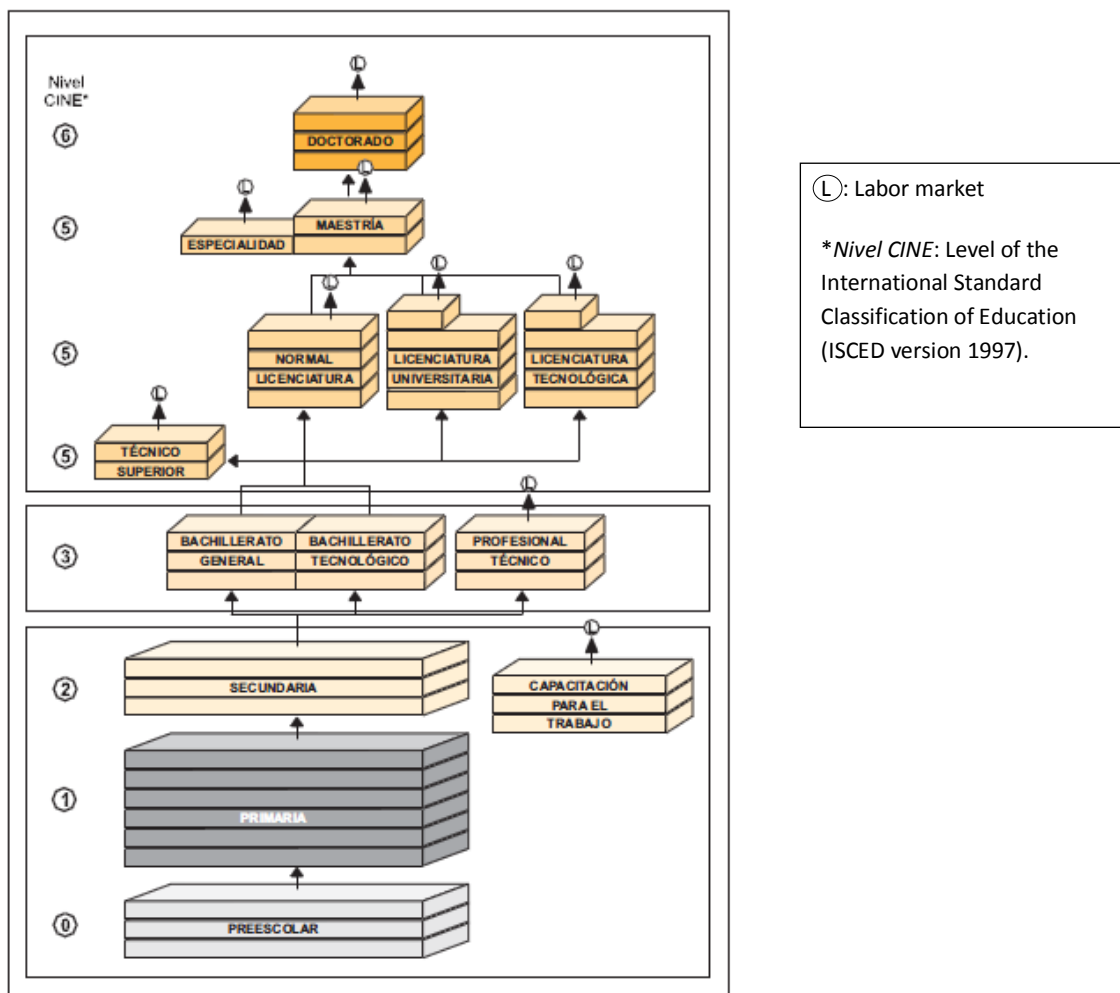 Nivel
CINE*
L
6
DOCTORADO
L
L
5
ESPECIALIDAD
MAESTRÍA
L
L
L
5
NORMAL
LICENCIATURA
LICENCIATURA
UNIVERSITARIA
LICENCIATURA
TECNOLÓGICA
L
5
TÉCNICO
SUPERIOR
L
3
BACHILLERATO
GENERAL
BACHILLERATO
TECNOLÓGICO
PROFESIONAL
TÉCNICO
L
2
SECUNDARIA
CAPACITACIÓN
PARA EL
TRABAJO
1
PRIMARIA
0
PREESCOLAR
L: Labor market
*Nivel CINE: Level of the
International Standard
Classification of Education
(ISCED version 1997).